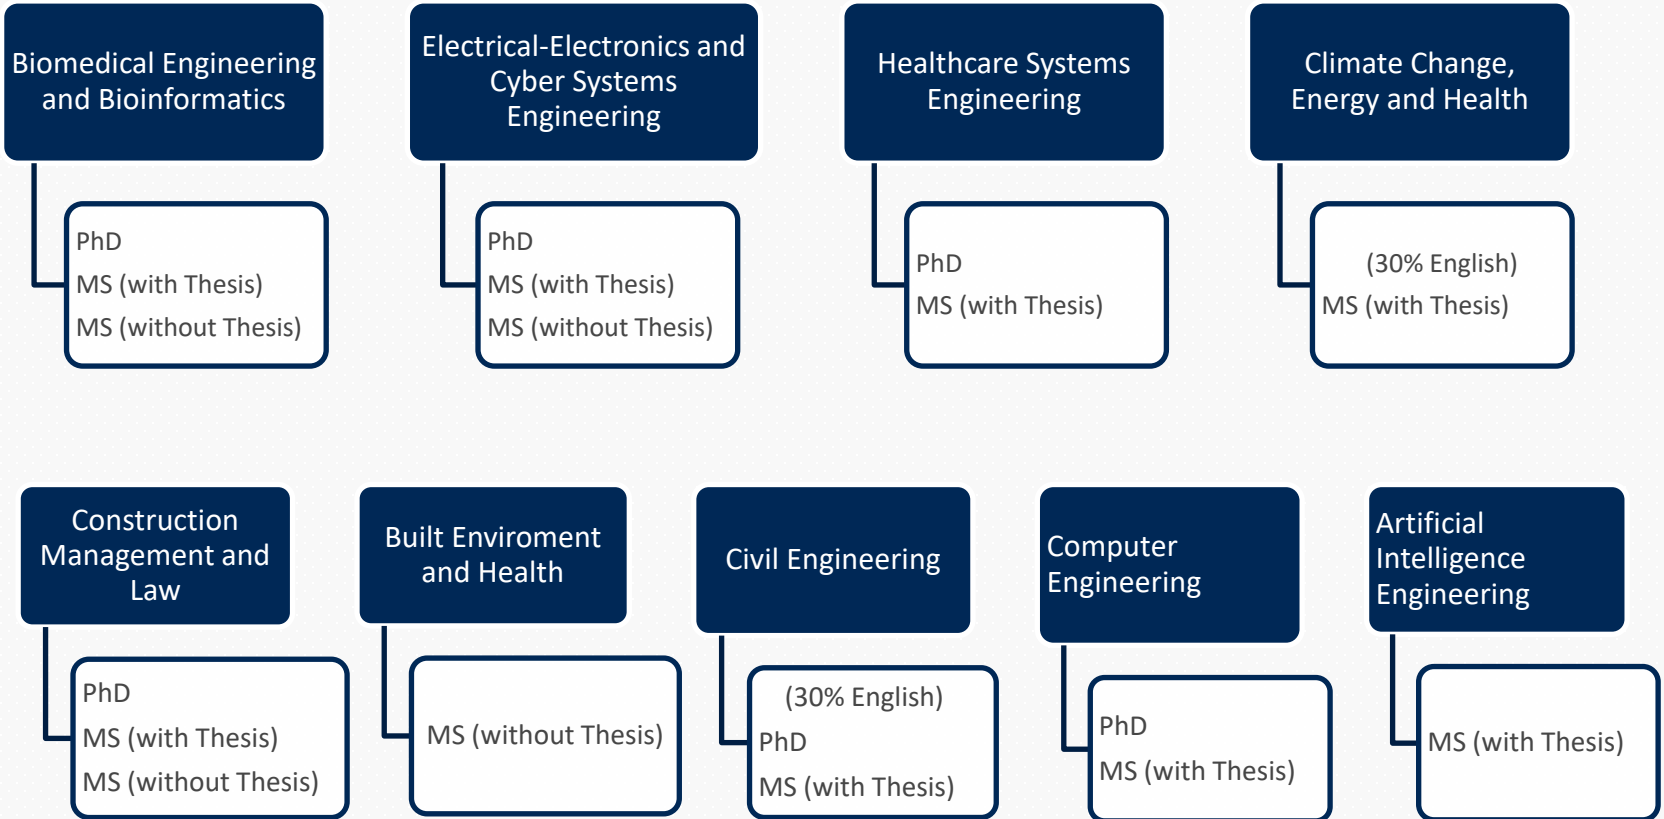 Biomedical Engineering
and Bioinformatics
PhD
MS (with Thesis)
MS (without Thesis)
Electrical-Electronics and
Cyber Systems
Engineering
PhD
MS (with Thesis)
MS (without Thesis)
Healthcare Systems
Engineering
PhD
MS (with Thesis)
Climate Change,
Energy and Health
(30% English)
MS (with Thesis)
Construction
Management and
Law
PhD
MS (with Thesis)
MS (without Thesis)
Built Enviroment
and Health
MS (without Thesis)
Civil Engineering
(30% English)
PhD
MS (with Thesis)
Computer
Engineering
PhD
MS (with Thesis)
Artificial
Intelligence
Engineering
MS (with Thesis)